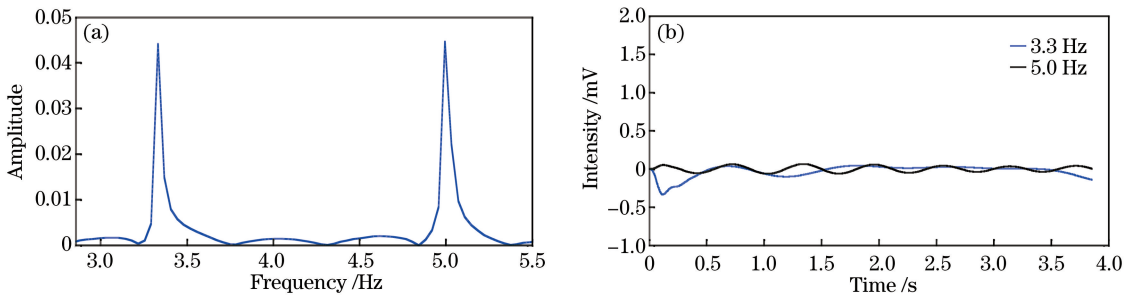 (a)
Amplitude
0.05
0.04
0.03
0.02
0.01
0
3.0 3.5 4.0 4.5 5.0 5.5
Frequency /Hz
(b)
Intensity /mV
2.0
1.5
1.0
0.5
0
−0.5
−1.0
3.3 Hz
5.0 Hz
0 0.5 1.0 1.5 2.0 2.5 3.0 3.5 4.0
Time /s